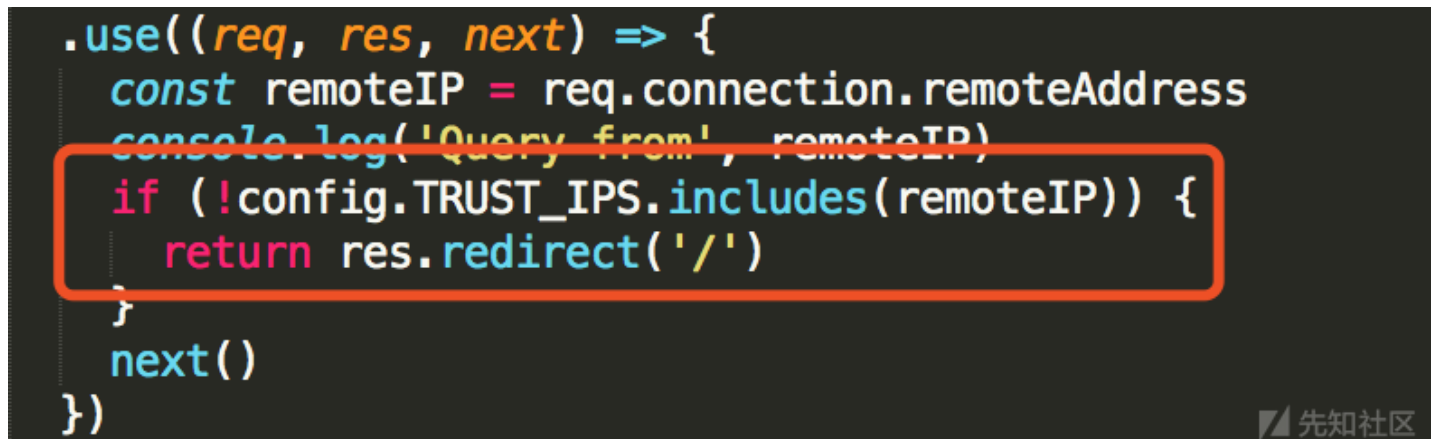 .use((req, res, next) => {
const remoteIP = req.connection.remoteAddress
console.log('Query from', remoteIP)
if (!config.TRUST_IPS.includes(remoteIP)) {
return res.redirect('/')
}
next()
})
先知社区